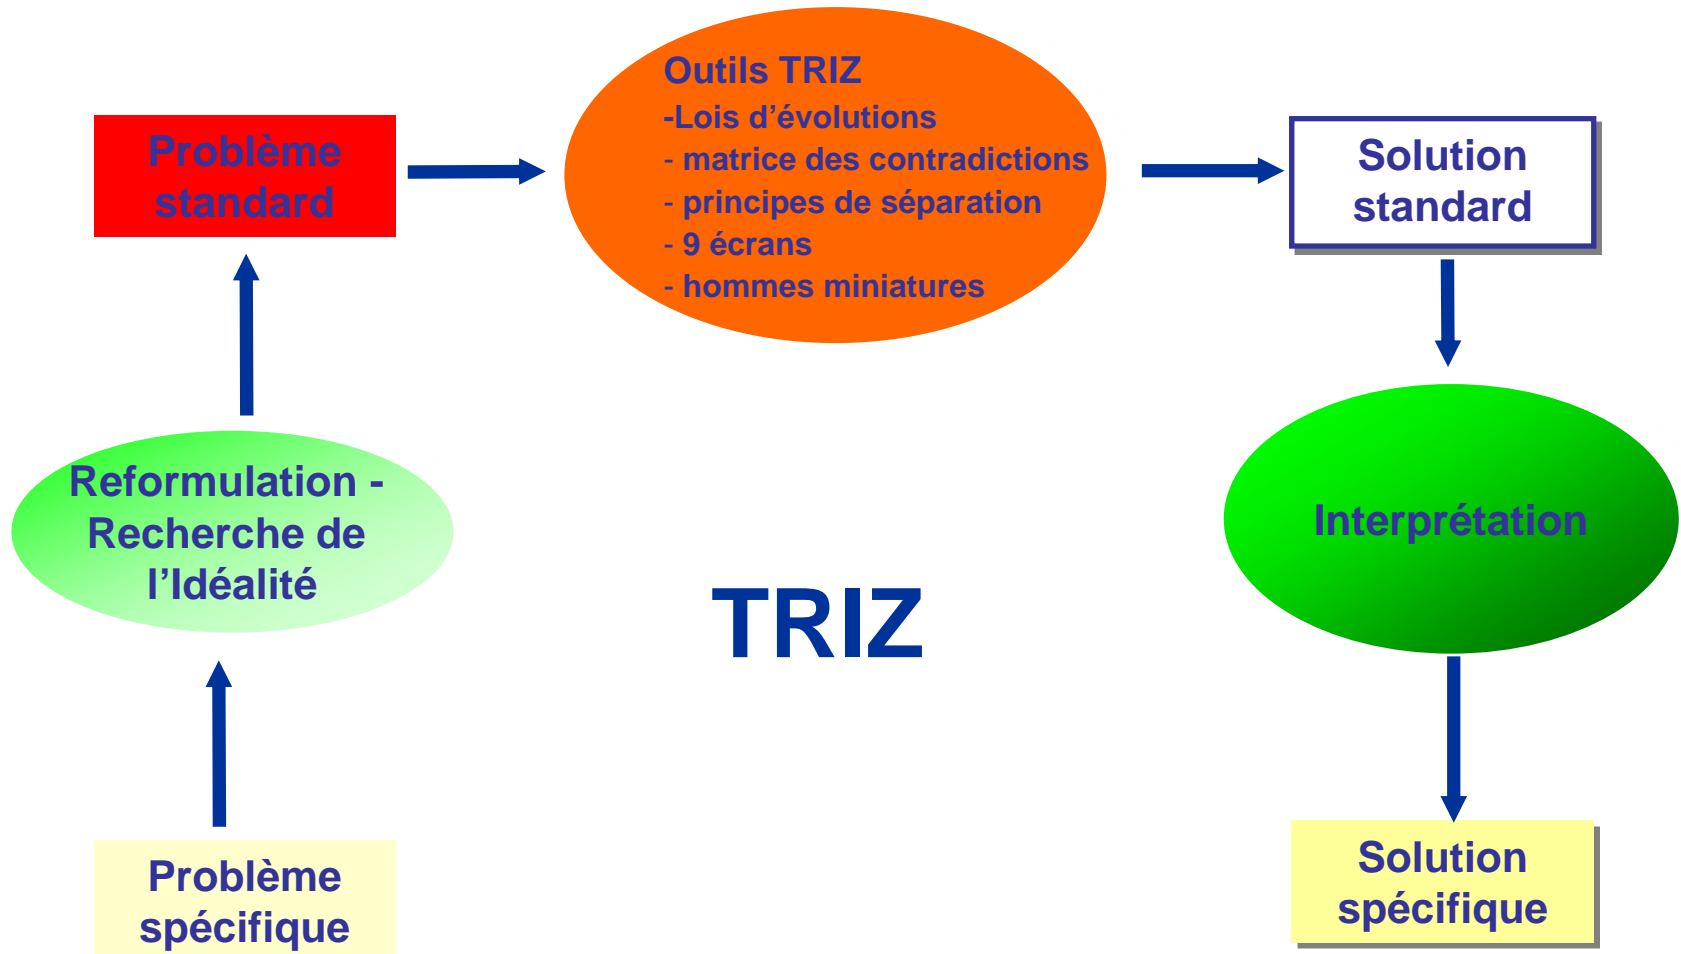 Outils TRIZ
-Lois d’évolutions
- matrice des contradictions
- principes de séparation
- 9 écrans
- hommes miniatures
Problème
standard
Solution
standard
Reformulation -
Recherche de
l’Idéalité
Interprétation
TRIZ
Problème
spécifique
Solution
spécifique